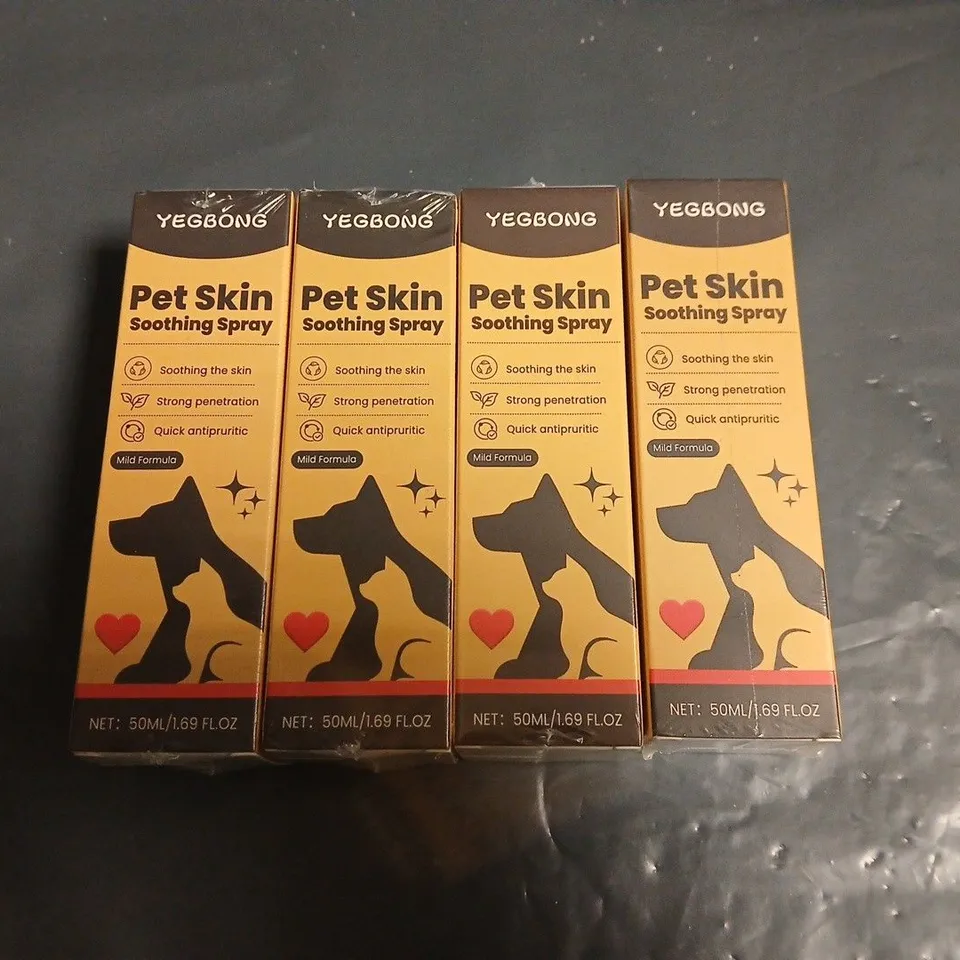 YEGBONG
Pet Skin
Soothing Spray
Soothing the skin
Strong penetration
Quick antipruritic
Mild Formula
NET: 50ML/1.69 FL.OZ
YEGBONG
Pet Skin
Soothing Spray
Soothing the skin
Strong penetration
Quick antipruritic
Mild Formula
NET: 50ML/1.69 FL.OZ
YEGBONG
Pet Skin
Soothing Spray
Soothing the skin
Strong penetration
Quick antipruritic
Mild Formula
NET: 50ML/1.69 FL.OZ
YEGBONG
Pet Skin
Soothing Spray
Soothing the skin
Strong penetration
Quick antipruritic
Mild Formula
NET: 50ML/1.69 FL.OZ